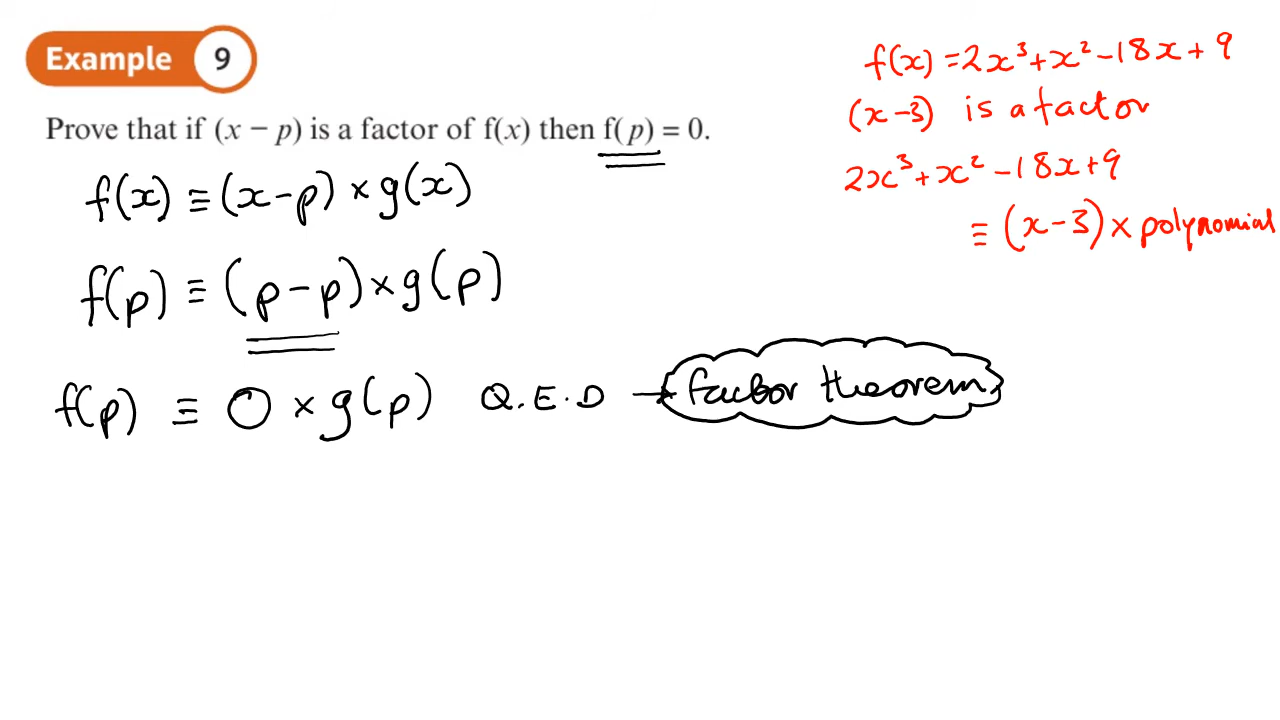 Example 9
Prove that if (x − p) is a factor of f(x) then f(p) = 0.
f(x) ≡ (x-p) × g(x)
f(p) ≡ (p-p) × g(p)
f(p) ≡ 0 × g(p) Q.E.D → factor theorem
f(x) = 2x³ + x² - 18x + 9
(x-3) is a factor
2x³ + x² - 18x + 9
≡ (x-3) × polynomial